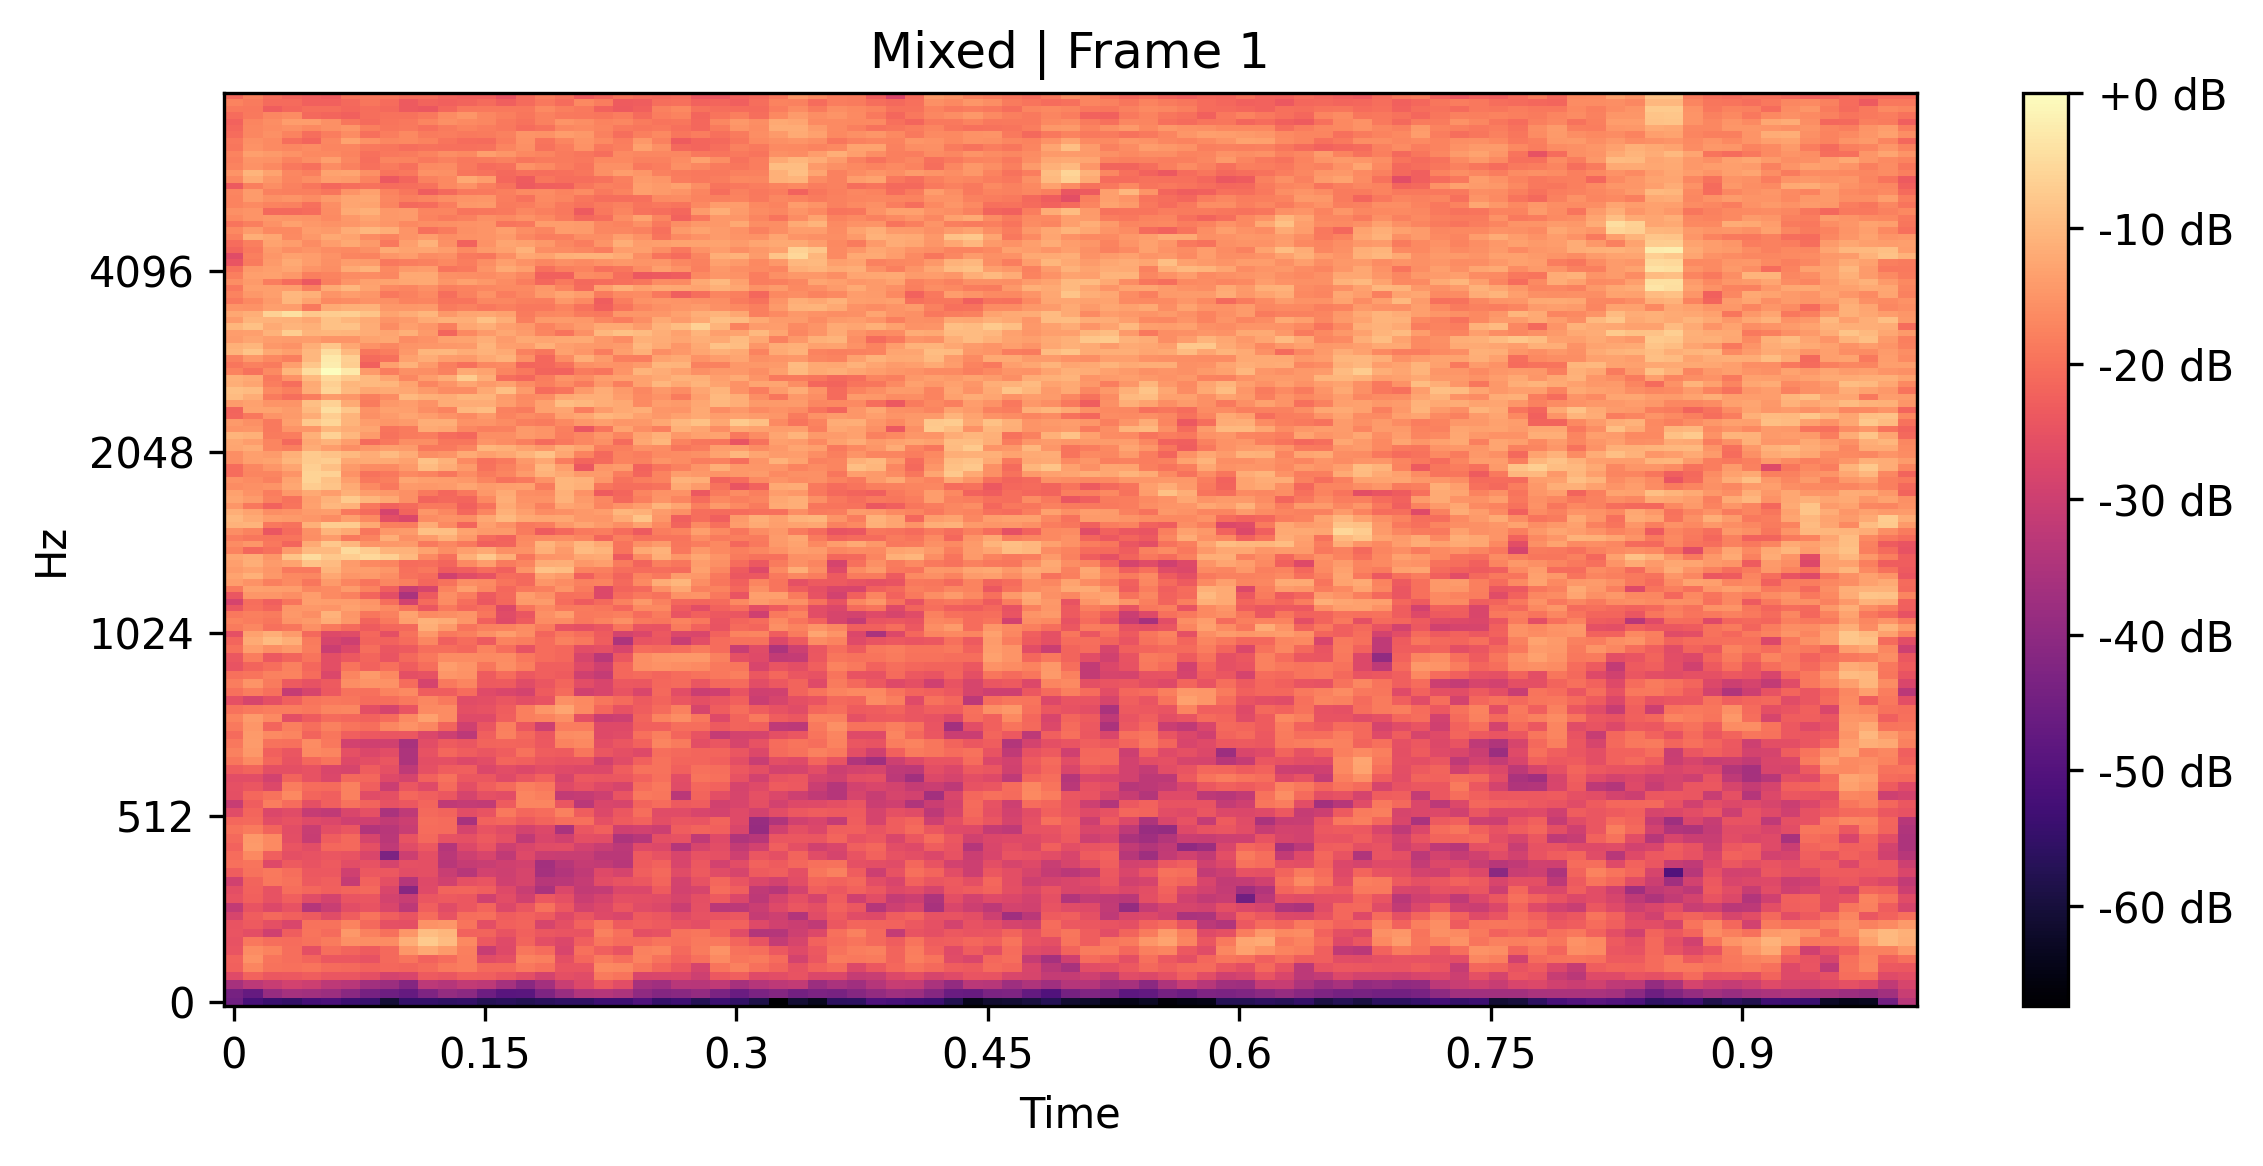 Mixed | Frame 1
Hz
4096
2048
1024
512
0
0 0.15 0.3 0.45 0.6 0.75 0.9
Time
+0 dB
-10 dB
-20 dB
-30 dB
-40 dB
-50 dB
-60 dB